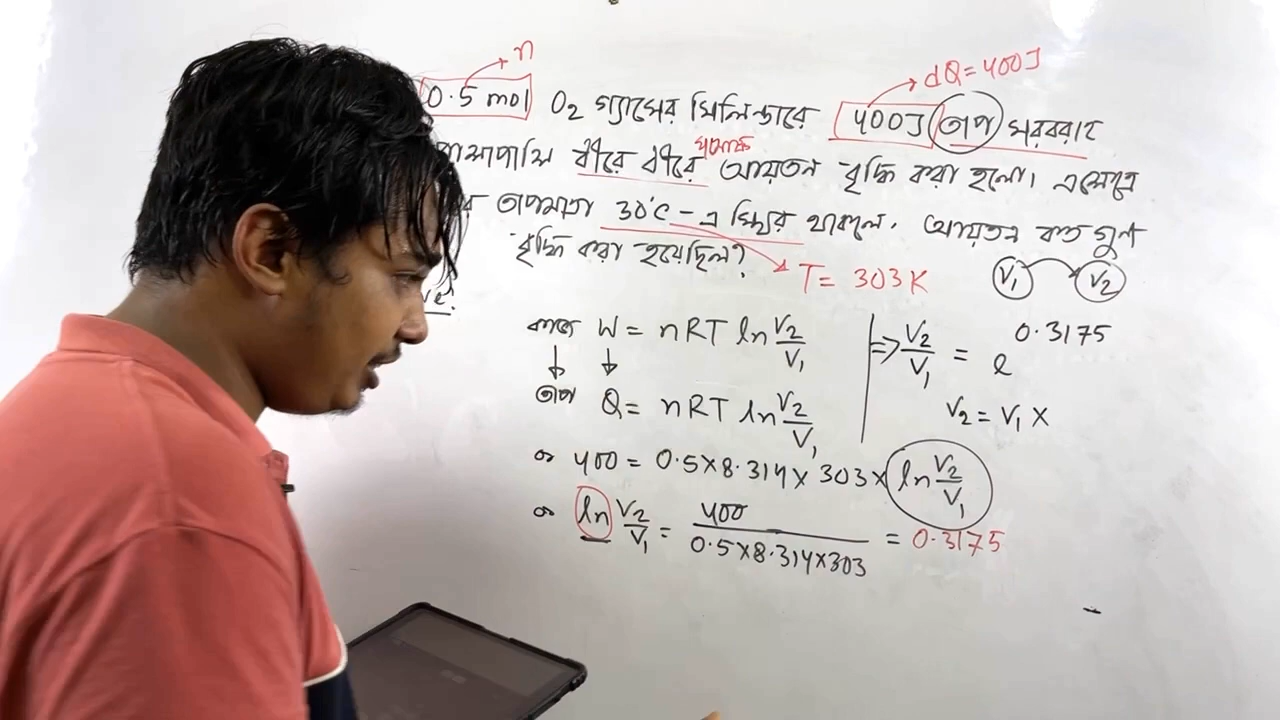 n
dQ = 400J
0.5 mol O₂ গ্যাসের সিলিন্ডারে 400J তাপ সরবরাহ
পাশাপাশি ধীরে ধীরে আয়তন বৃদ্ধি করা হলো। এক্ষেত্রে
তাপমাত্রা 30°C - এ স্থির থাকলে, আয়তন কত গুণ
বৃদ্ধি করা হয়েছিল?
T = 303K
V₁ V₂
কাজ W = nRT ln V₂/V₁
তাপ Q = nRT ln V₂/V₁
বা 400 = 0.5×8.314×303× ln V₂/V₁
বা ln V₂/V₁ = 400/0.5×8.314×303 = 0.3175
⇒ V₂/V₁ = e^0.3175
V₂ = V₁ ×